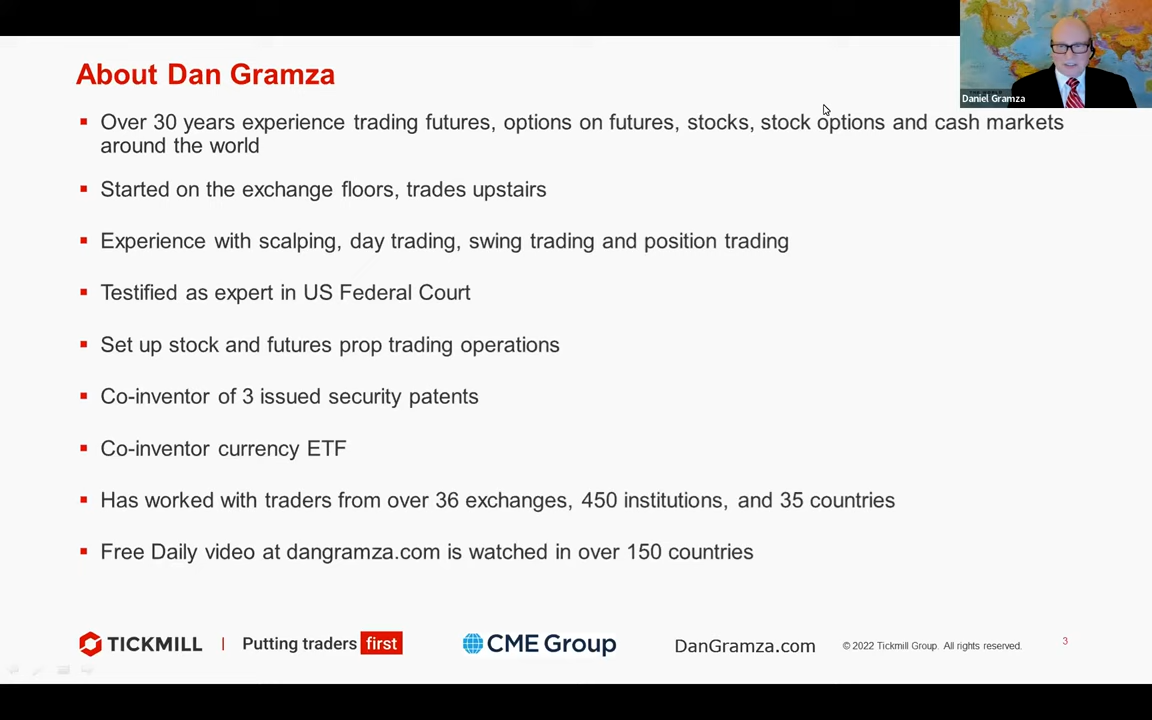 About Dan Gramza
Daniel Gramza
Over 30 years experience trading futures, options on futures, stocks, stock options and cash markets
around the world
Started on the exchange floors, trades upstairs
Experience with scalping, day trading, swing trading and position trading
Testified as expert in US Federal Court
Set up stock and futures prop trading operations
Co-inventor of 3 issued security patents
Co-inventor currency ETF
Has worked with traders from over 36 exchanges, 450 institutions, and 35 countries
Free Daily video at dangramza.com is watched in over 150 countries
TICKMILL | Putting traders first CME Group DanGramza.com © 2022 Tickmill Group. All rights reserved. 3